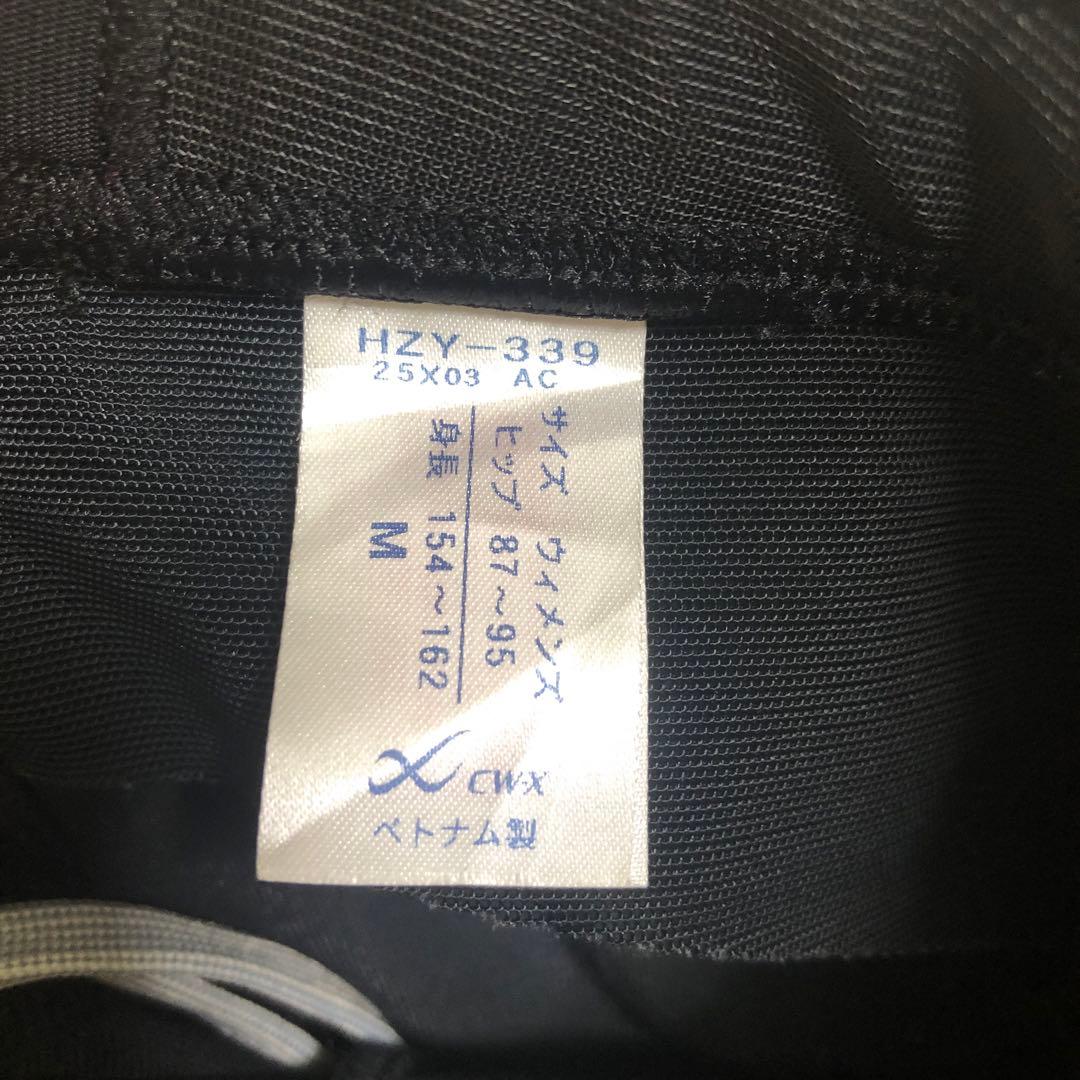 HZY-339
25X03 AC
サイズ ウィメンズ
ヒップ 87~95
身長 154~162
M
CW-X
ベトナム製